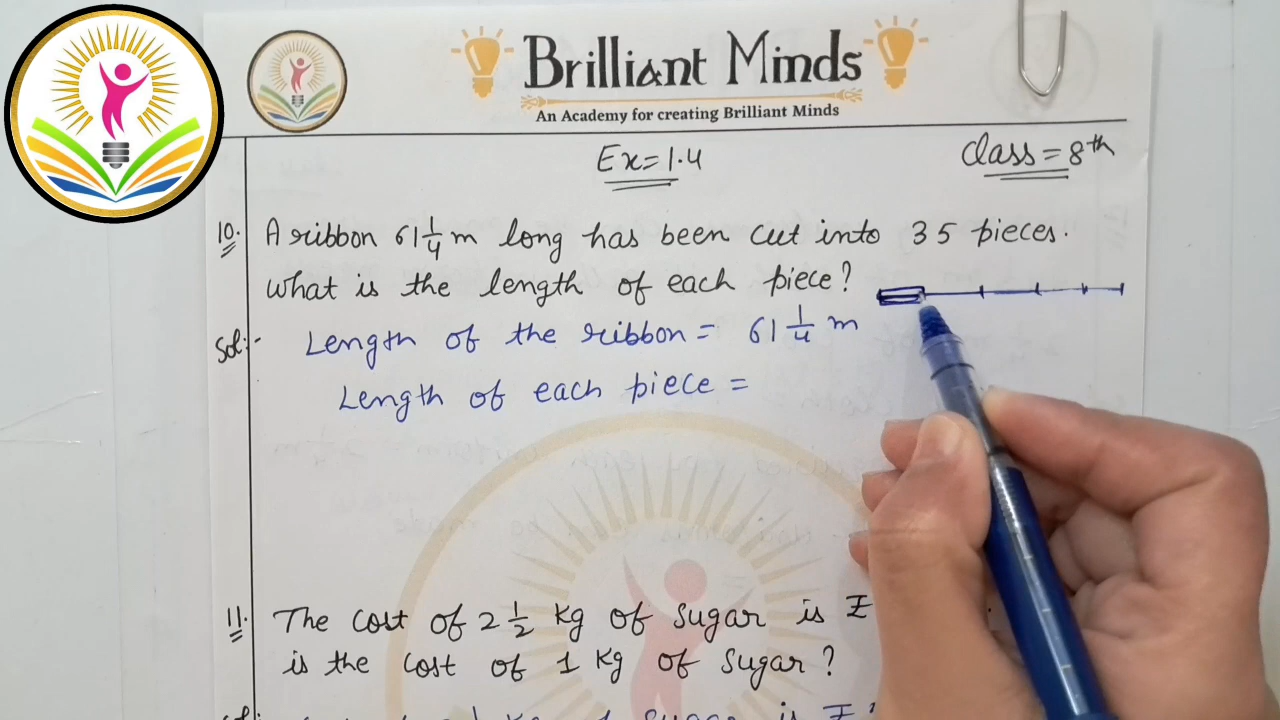 Brilliant Minds
An Academy for creating Brilliant Minds
Ex=1.4
Class=8th
10. A ribbon 61 1/4 m long has been cut into 35 pieces.
what is the length of each piece?
Sol:- Length of the ribbon = 61 1/4 m
Length of each piece =
11. The cost of 2 1/2 Kg of Sugar is ₹
is the cost of 1 Kg of Sugar?